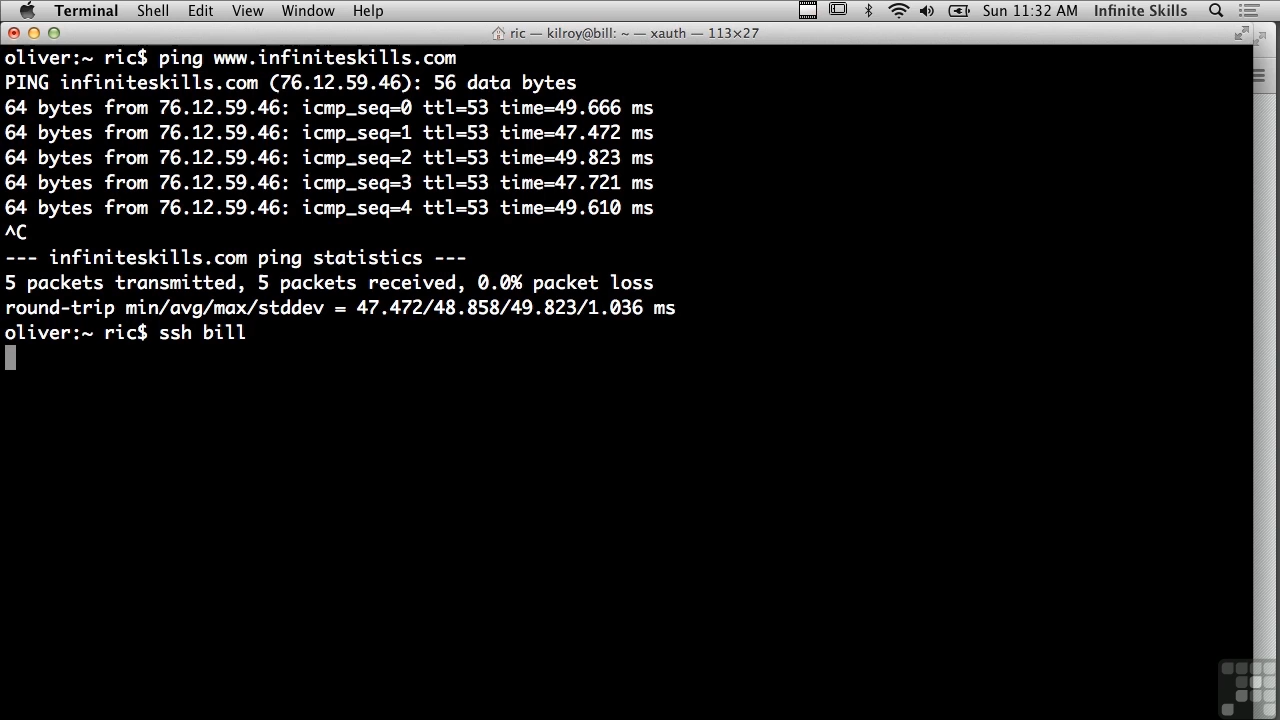 Terminal Shell Edit View Window Help Sun 11:32 AM Infinite Skills
ric — kilroy@bill: ~ — xauth — 113×27
oliver:~ ric$ ping www.infiniteskills.com
PING infiniteskills.com (76.12.59.46): 56 data bytes
64 bytes from 76.12.59.46: icmp_seq=0 ttl=53 time=49.666 ms
64 bytes from 76.12.59.46: icmp_seq=1 ttl=53 time=47.472 ms
64 bytes from 76.12.59.46: icmp_seq=2 ttl=53 time=49.823 ms
64 bytes from 76.12.59.46: icmp_seq=3 ttl=53 time=47.721 ms
64 bytes from 76.12.59.46: icmp_seq=4 ttl=53 time=49.610 ms
^C
--- infiniteskills.com ping statistics ---
5 packets transmitted, 5 packets received, 0.0% packet loss
round-trip min/avg/max/stddev = 47.472/48.858/49.823/1.036 ms
oliver:~ ric$ ssh bill